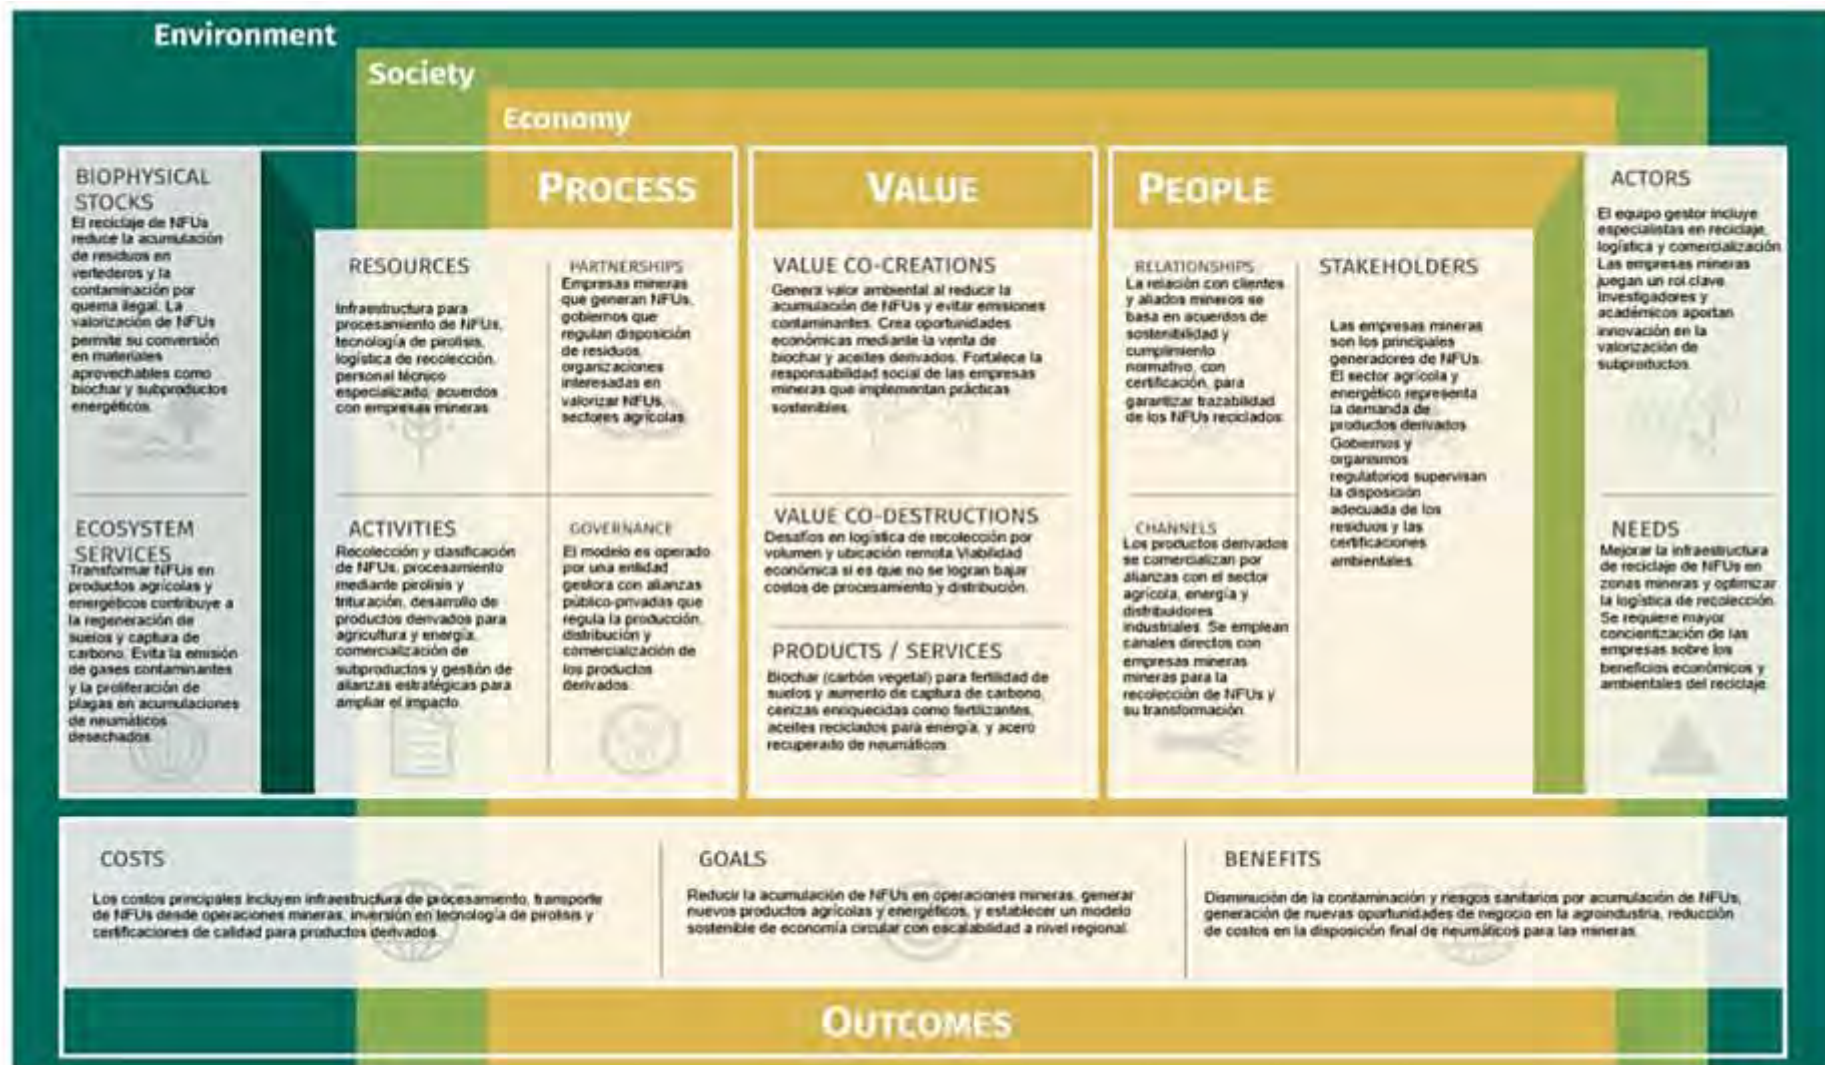 Environment
Society
Economy
PROCESS
VALUE
PEOPLE
BIOPHYSICAL
STOCKS
El reciclaje de NFUs
reduce la acumulación
de residuos en
vertederos y la
contaminación por
quema ilegal. La
valorización de NFUs
permite su conversión
en materiales
aprovechables como
biochar y subproductos
energéticos.
ECOSYSTEM
SERVICES
Transformar NFUs en
productos agrícolas y
energéticos contribuye a
la regeneración de
suelos y captura de
carbono. Evita la emisión
de gases contaminantes
y la proliferación de
plagas en acumulaciones
de neumáticos
desechados.
RESOURCES
Infraestructura para
procesamiento de NFUs,
tecnología de pirolisis,
logística de recolección,
personal técnico
especializado, acuerdos
con empresas mineras.
PARTNERSHIPS
Empresas mineras
que generan NFUs,
gobiernos que
regulan disposición
de residuos,
organizaciones
interesadas en
valorizar NFUs,
sectores agrícolas.
ACTIVITIES
Recolección y clasificación
de NFUs, procesamiento
mediante pirolisis y
trituración, desarrollo de
productos derivados para
agricultura y energía,
comercialización de
subproductos y gestión de
alianzas estratégicas para
ampliar el impacto.
GOVERNANCE
El modelo es operado
por una entidad
gestora con alianzas
público-privadas que
regula la producción,
distribución y
comercialización de
los productos
derivados.
VALUE CO-CREATIONS
Genera valor ambiental al reducir la
acumulación de NFUs y evitar emisiones
contaminantes. Crea oportunidades
económicas mediante la venta de
biochar y aceites derivados. Fortalece la
responsabilidad social de las empresas
mineras que implementan prácticas
sostenibles.
VALUE CO-DESTRUCTIONS
Desafíos en logística de recolección por
volumen y ubicación remota. Viabilidad
económica si es que no se logran bajar
costos de procesamiento y distribución.
PRODUCTS / SERVICES
Biochar (carbón vegetal) para fertilidad de
suelos y aumento de captura de carbono,
cenizas enriquecidas como fertilizantes,
aceites reciclados para energía, y acero
recuperado de neumáticos.
RELATIONSHIPS
La relación con clientes
y aliados mineros se
basa en acuerdos de
sostenibilidad y
cumplimiento
normativo, con
certificación, para
garantizar trazabilidad
de los NFUs reciclados.
CHANNELS
Los productos derivados
se comercializan por
alianzas con el sector
agrícola, energía y
distribuidores
industriales. Se emplean
canales directos con
empresas mineras
mineras para la
recolección de NFUs y
su transformación.
STAKEHOLDERS
Las empresas mineras
son los principales
generadores de NFUs.
El sector agrícola y
energético representa
la demanda de
productos derivados.
Gobiernos y
organismos
regulatorios supervisan
la disposición
adecuada de los
residuos y las
certificaciones
ambientales.
ACTORS
El equipo gestor incluye
especialistas en reciclaje,
logística y comercialización.
Las empresas mineras
juegan un rol clave.
Investigadores y
académicos aportan
innovación en la
valorización de
subproductos.
NEEDS
Mejorar la infraestructura
de reciclaje de NFUs en
zonas mineras y optimizar
la logística de recolección.
Se requiere mayor
concientización de las
empresas sobre los
beneficios económicos y
ambientales del reciclaje.
COSTS
Los costos principales incluyen infraestructura de procesamiento, transporte
de NFUs desde operaciones mineras, inversión en tecnología de pirolisis y
certificaciones de calidad para productos derivados.
GOALS
Reducir la acumulación de NFUs en operaciones mineras, generar
nuevos productos agrícolas y energéticos, y establecer un modelo
sostenible de economía circular con escalabilidad a nivel regional.
BENEFITS
Disminución de la contaminación y riesgos sanitarios por acumulación de NFUs,
generación de nuevas oportunidades de negocio en la agroindustria, reducción
de costos en la disposición final de neumáticos para las mineras.
OUTCOMES